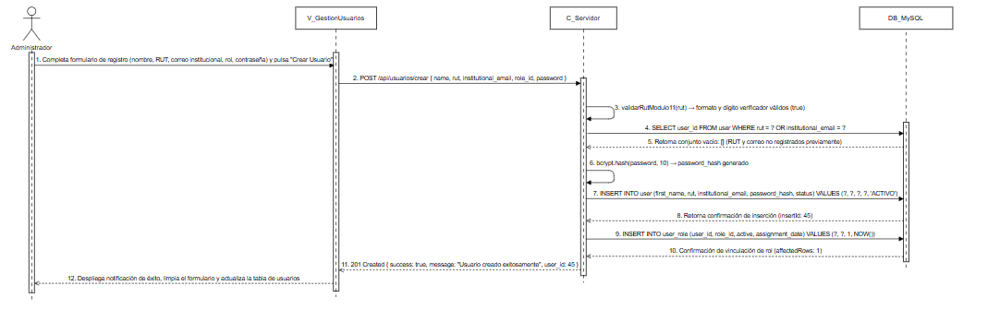 V_GestionUsuarios
C_Servidor
DB_MySQL
Administrador
1. Completa formulario de registro (nombre, RUT, correo institucional, rol, contraseña) y pulsa "Crear Usuario"
2. POST /api/usuarios/crear { name, rut, institutional_email, role_id, password }
3. validarRutModulo11(rut) → formato y dígito verificador válidos (true)
4. SELECT user_id FROM user WHERE rut = ? OR institutional_email = ?
5. Retorna conjunto vacío: [] (RUT y correo no registrados previamente)
6. bcrypt.hash(password, 10) → password_hash generado
7. INSERT INTO user (first_name, rut, institutional_email, password_hash, status) VALUES (?, ?, ?, ?, 'ACTIVO')
8. Retorna confirmación de inserción (insertId: 45)
9. INSERT INTO user_role (user_id, role_id, active, assignment_date) VALUES (?, ?, 1, NOW())
10. Confirmación de vinculación de rol (affectedRows: 1)
11. 201 Created { success: true, message: "Usuario creado exitosamente", user_id: 45 }
12. Despliega notificación de éxito, limpia el formulario y actualiza la tabla de usuarios